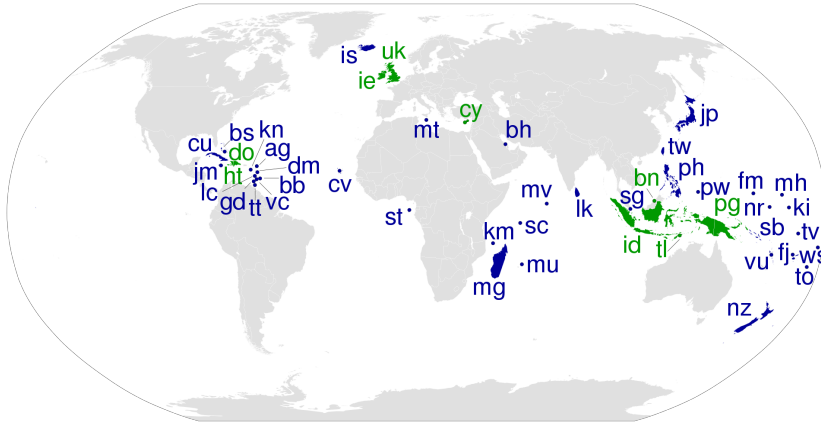 is
uk
ie
cy
mt
bh
jp
tw
ph
cu
bs
kn
do
ag
jm
ht
dm
lc
gd
tt
vc
bb
cv
st
mv
lk
sc
km
mu
mg
bn
sg
pw
fm
mh
pg
nr
ki
id
tl
sb
tv
vu
fj
ws
to
nz